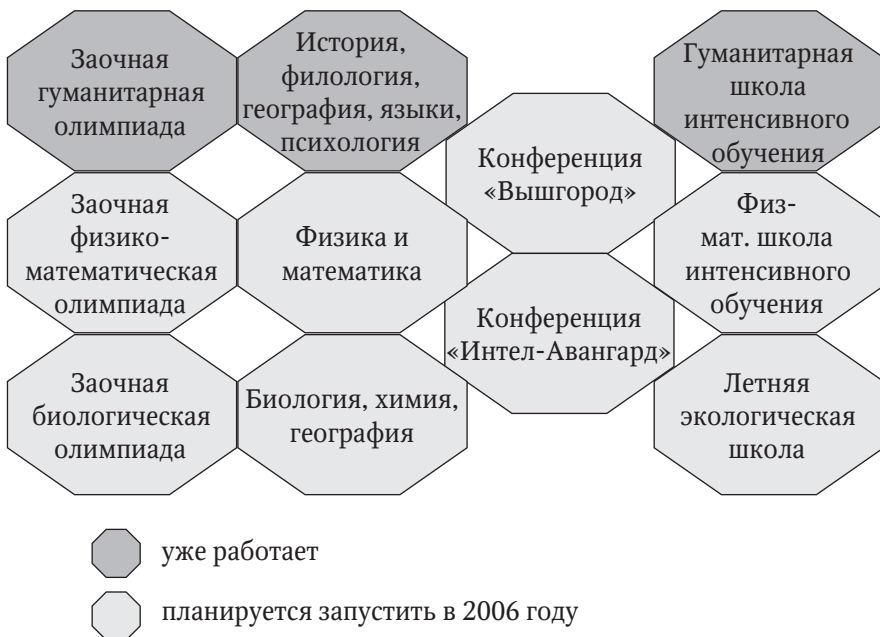 Заочная
гуманитарная
олимпиада
История,
филология,
география, языки,
психология
Гуманитарная
школа
интенсивного
обучения
Конференция
«Вышгород»
Заочная
физико-
математическая
олимпиада
Физика и
математика
Физ-
мат. школа
интенсивного
обучения
Конференция
«Интел-Авангард»
Заочная
биологическая
олимпиада
Биология, химия,
география
Летняя
экологическая
школа
уже работает
планируется запустить в 2006 году